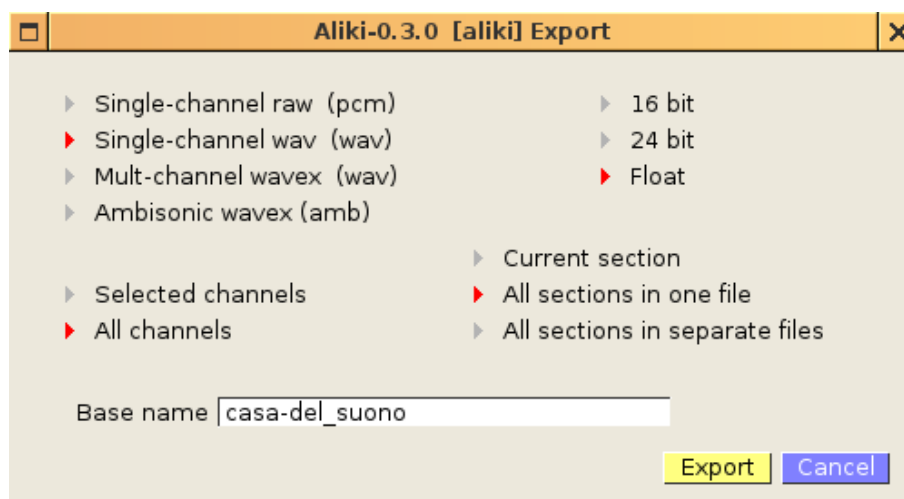 Aliki-0.3.0 [aliki] Export
Single-channel raw (pcm)
Single-channel wav (wav)
Mult-channel wavex (wav)
Ambisonic wavex (amb)
16 bit
24 bit
Float
Selected channels
All channels
Current section
All sections in one file
All sections in separate files
Base name casa-del_suono
Export Cancel